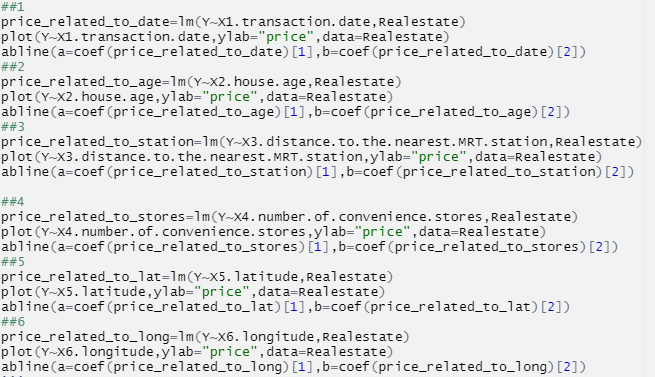 ##1
price_related_to_date=lm(Y~X1.transaction.date,Realestate)
plot(Y~X1.transaction.date,ylab="price",data=Realestate)
abline(a=coef(price_related_to_date)[1],b=coef(price_related_to_date)[2])
##2
price_related_to_age=lm(Y~X2.house.age,Realestate)
plot(Y~X2.house.age,ylab="price",data=Realestate)
abline(a=coef(price_related_to_age)[1],b=coef(price_related_to_age)[2])
##3
price_related_to_station=lm(Y~X3.distance.to.the.nearest.MRT.station,Realestate)
plot(Y~X3.distance.to.the.nearest.MRT.station,ylab="price",data=Realestate)
abline(a=coef(price_related_to_station)[1],b=coef(price_related_to_station)[2])
##4
price_related_to_stores=lm(Y~X4.number.of.convenience.stores,Realestate)
plot(Y~X4.number.of.convenience.stores,ylab="price",data=Realestate)
abline(a=coef(price_related_to_stores)[1],b=coef(price_related_to_stores)[2])
##5
price_related_to_lat=lm(Y~X5.latitude,Realestate)
plot(Y~X5.latitude,ylab="price",data=Realestate)
abline(a=coef(price_related_to_lat)[1],b=coef(price_related_to_lat)[2])
##6
price_related_to_long=lm(Y~X6.longitude,Realestate)
plot(Y~X6.longitude,ylab="price",data=Realestate)
abline(a=coef(price_related_to_long)[1],b=coef(price_related_to_long)[2])